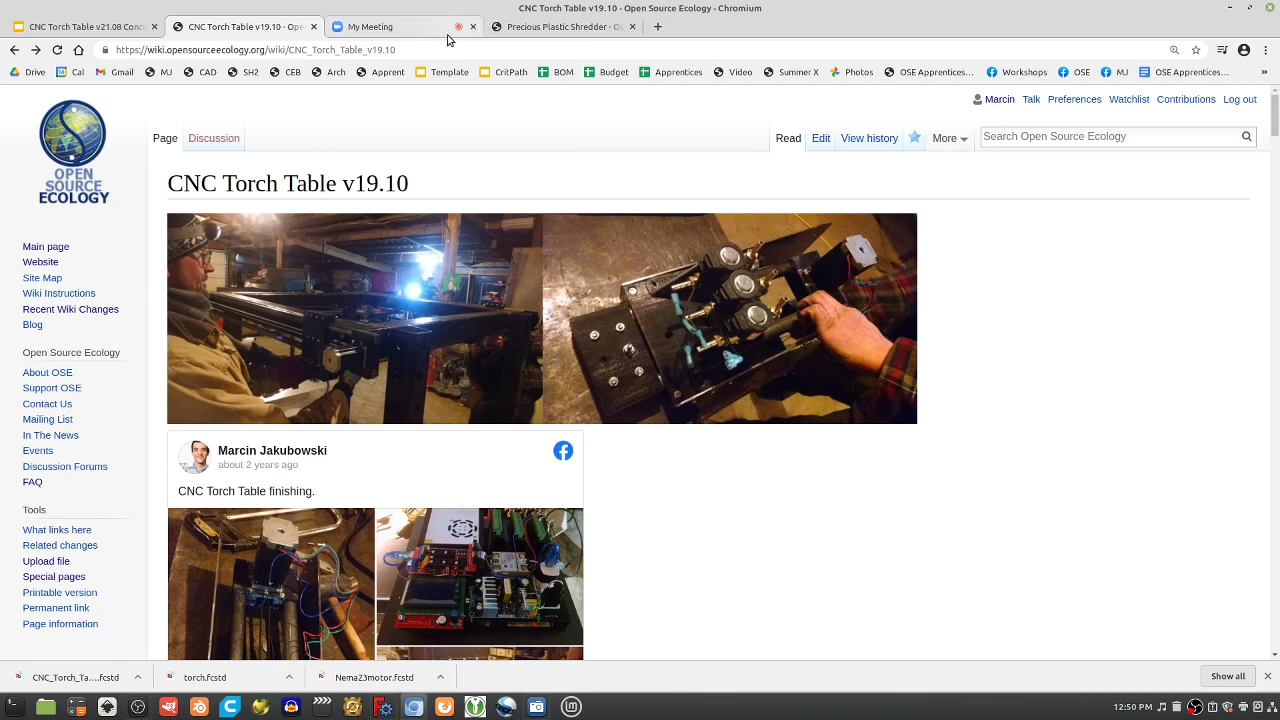 CNC Torch Table v19.10 - Open Source Ecology - Chromium
CNC Torch Table v21.08 Conc
CNC Torch Table v19.10 - Ope
My Meeting
Precious Plastic Shredder - O
https://wiki.opensourceecology.org/wiki/CNC_Torch_Table_v19.10
Drive Cal Gmail MJ CAD SH2 CEB Arch Apprent Template CritPath BOM Budget Apprentices Video Summer X Photos OSE Apprentices... Workshops OSE MJ OSE Apprentices... »
Marcin Talk Preferences Watchlist Contributions Log out
Page Discussion Read Edit View history More Search Open Source Ecology
OPEN
SOURCE
ECOLOGY
CNC Torch Table v19.10
Main page
Website
Site Map
Wiki Instructions
Recent Wiki Changes
Blog
Open Source Ecology
About OSE
Support OSE
Contact Us
Mailing List
In The News
Events
Discussion Forums
FAQ
Tools
What links here
Related changes
Upload file
Special pages
Printable version
Permanent link
Page information
Marcin Jakubowski
about 2 years ago
CNC Torch Table finishing.
CNC_Torch_Ta....fcstd
torch.fcstd
Nema23motor.fcstd
Show all
12:50 PM